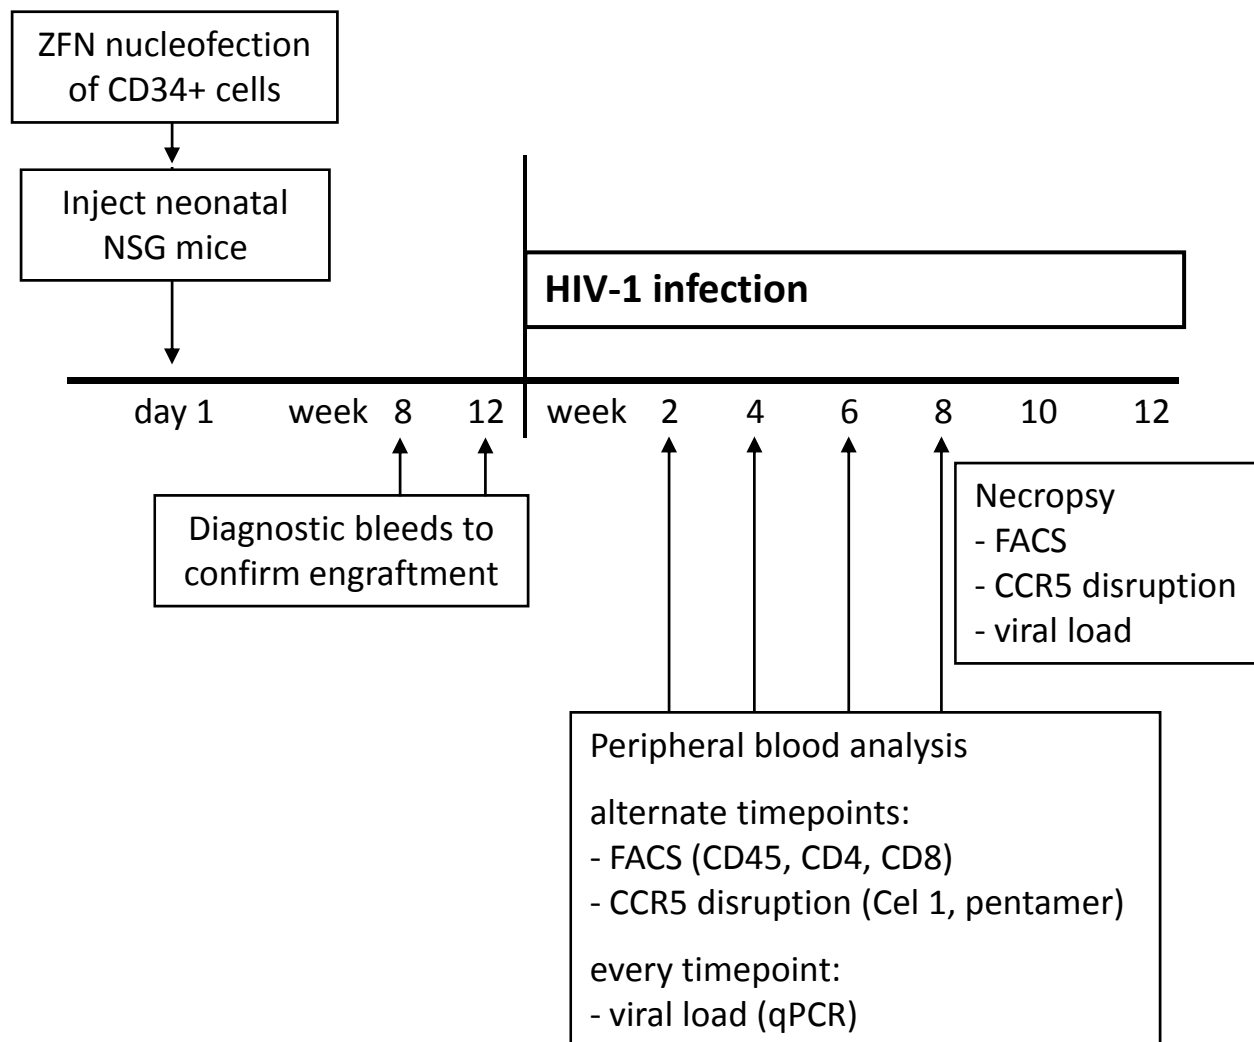 ZFN nucleofection
of CD34+ cells
Inject neonatal
NSG mice
HIV-1 infection
day 1 week 8 12 week 2 4 6 8 10 12
Diagnostic bleeds to
confirm engraftment
Necropsy
- FACS
- CCR5 disruption
- viral load
Peripheral blood analysis
alternate timepoints:
- FACS (CD45, CD4, CD8)
- CCR5 disruption (Cel 1, pentamer)
every timepoint:
- viral load (qPCR)